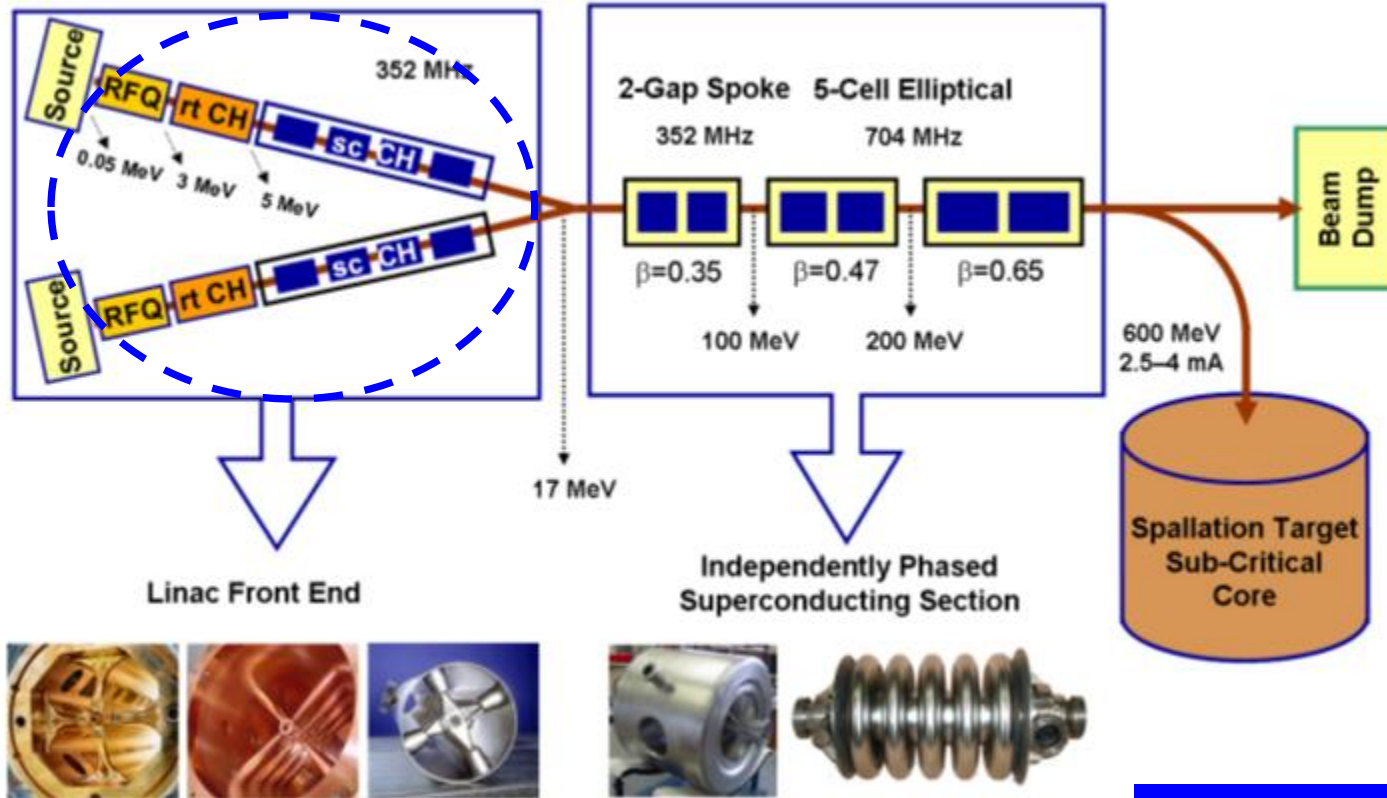 Source
RFQ
rt CH
sc CH
352 MHz
0.05 MeV
3 MeV
5 MeV
Source
RFQ
rt CH
sc CH
17 MeV
Linac Front End
2-Gap Spoke
352 MHz
5-Cell Elliptical
704 MHz
β=0.35
β=0.47
β=0.65
100 MeV
200 MeV
Independently Phased
Superconducting Section
Beam
Dump
600 MeV
2.5–4 mA
Spallation Target
Sub-Critical
Core